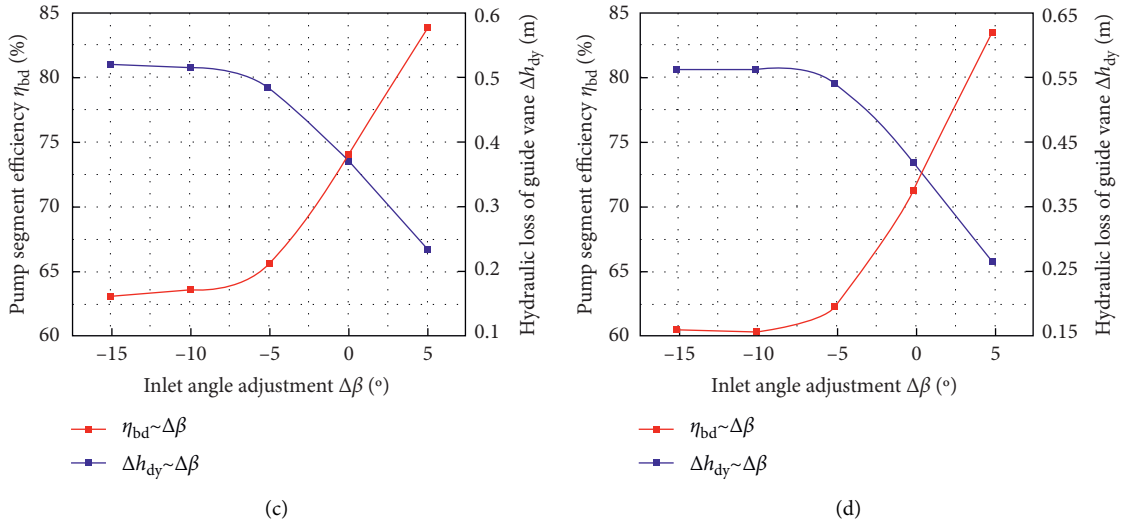 Pump segment efficiency η_bd (%)
85
80
75
70
65
60
0.6
0.5
0.4
0.3
0.2
0.1
Hydraulic loss of guide vane Δh_dy (m)
–15 –10 –5 0 5
Inlet angle adjustment Δβ (º)
η_bd~Δβ
Δh_dy~Δβ
(c)
Pump segment efficiency η_bd (%)
85
80
75
70
65
60
0.65
0.55
0.45
0.35
0.25
0.15
Hydraulic loss of guide vane Δh_dy (m)
–15 –10 –5 0 5
Inlet angle adjustment Δβ (º)
η_bd~Δβ
Δh_dy~Δβ
(d)